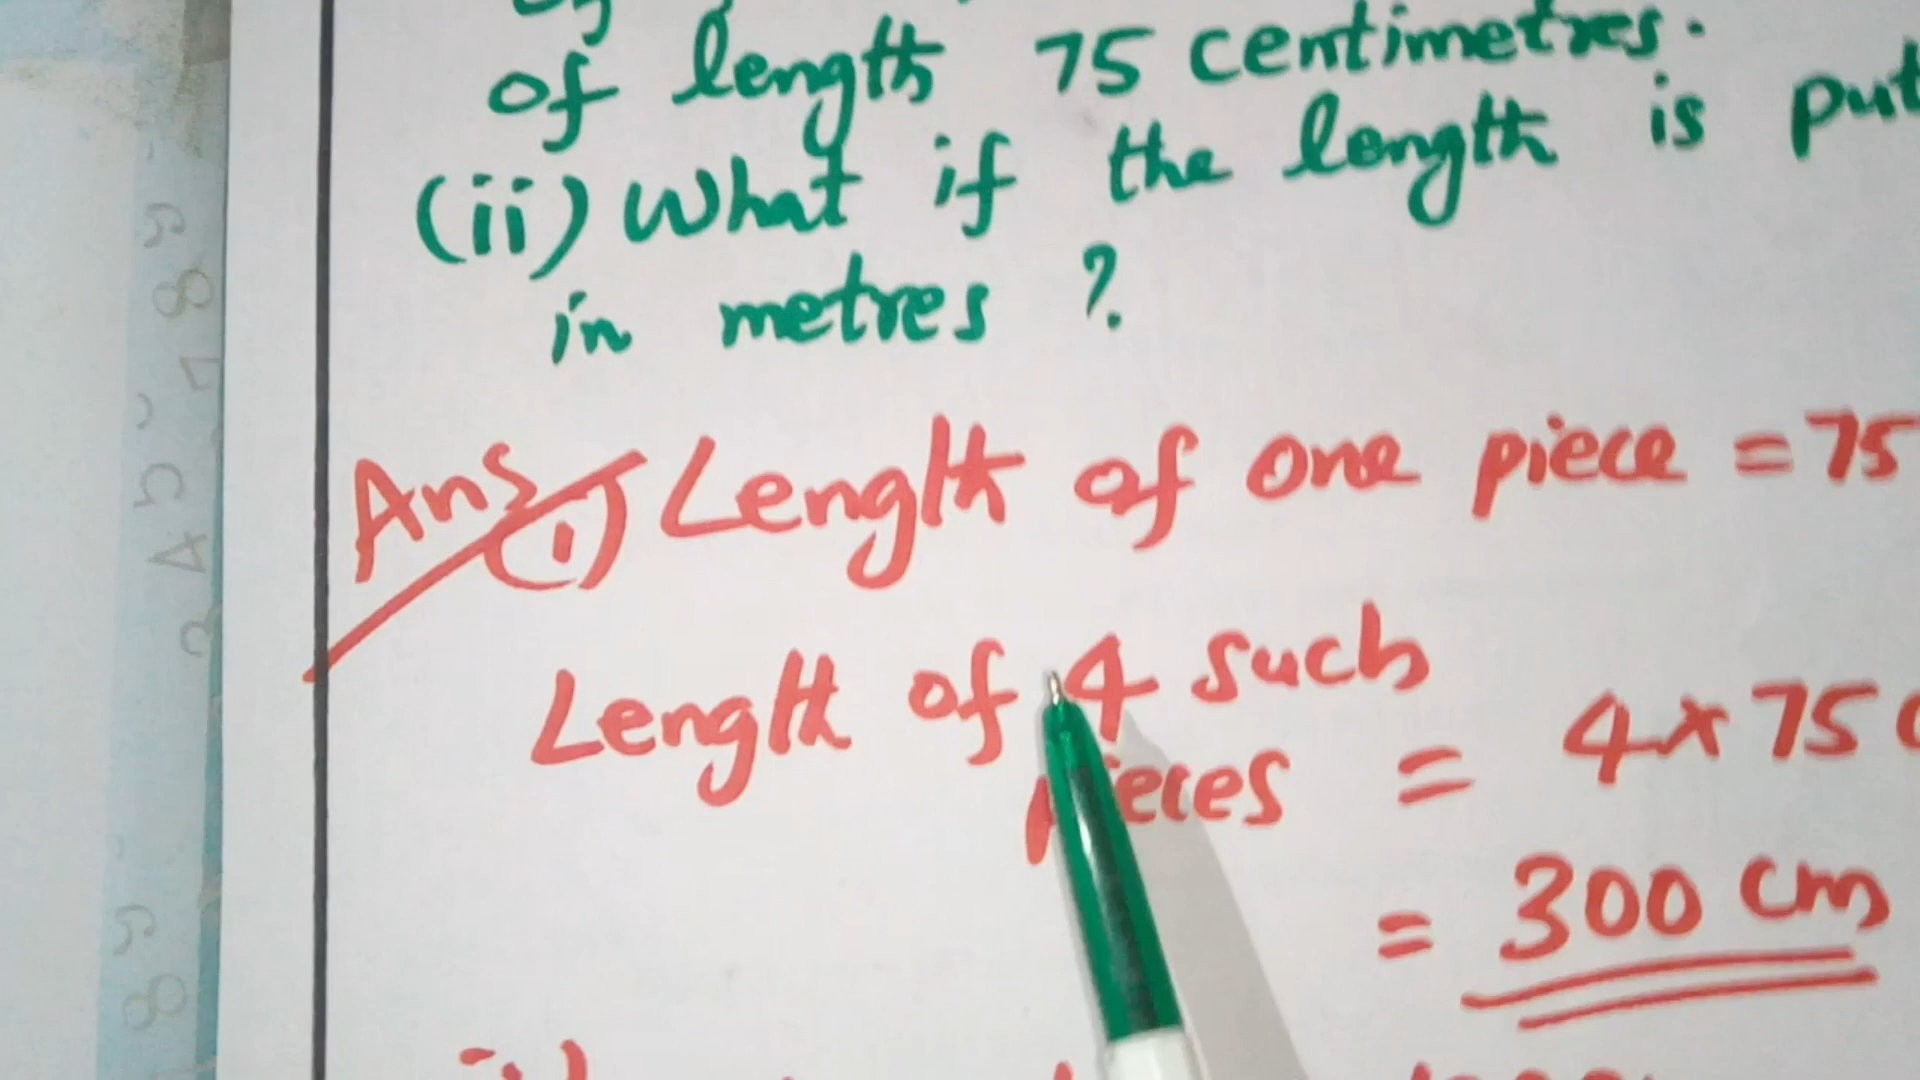 of length 75 centimetres.
(ii) What if the length is put
in metres ?
Ans (i) Length of one piece = 75
Length of 4 such
pieces = 4 × 75 c
= 300 cm